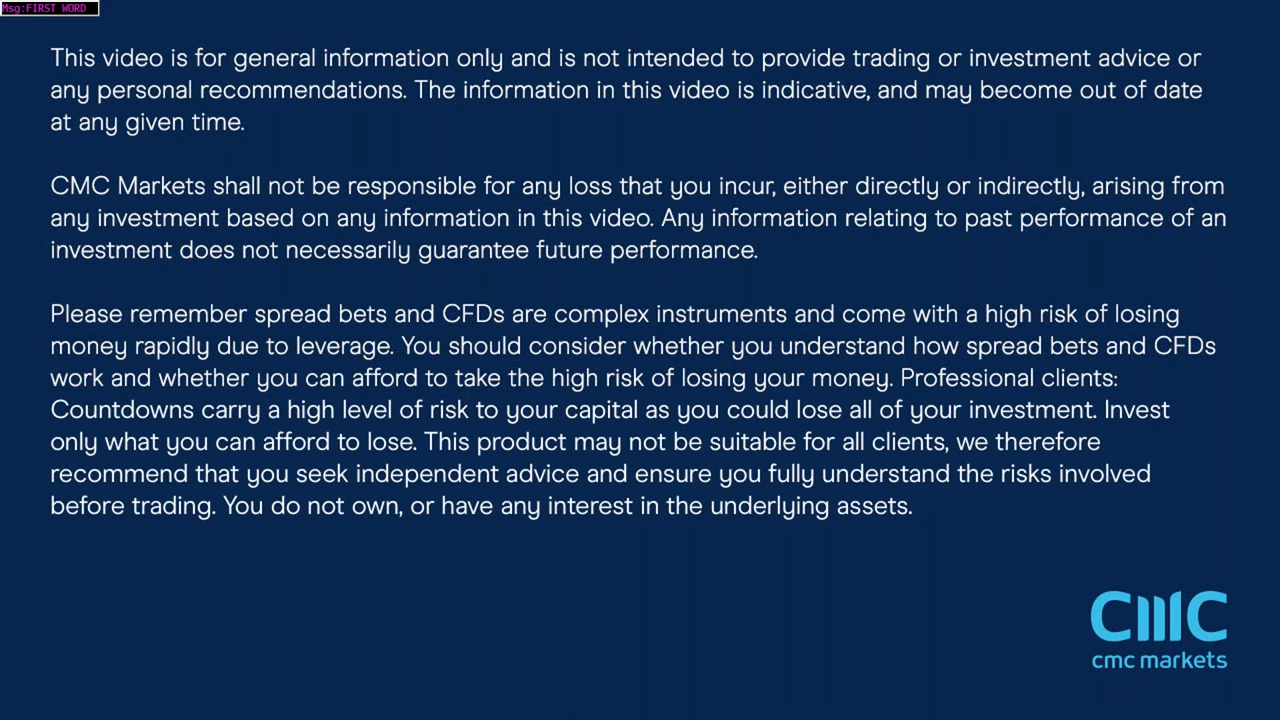 Msg:FIRST WORD
This video is for general information only and is not intended to provide trading or investment advice or
any personal recommendations. The information in this video is indicative, and may become out of date
at any given time.
CMC Markets shall not be responsible for any loss that you incur, either directly or indirectly, arising from
any investment based on any information in this video. Any information relating to past performance of an
investment does not necessarily guarantee future performance.
Please remember spread bets and CFDs are complex instruments and come with a high risk of losing
money rapidly due to leverage. You should consider whether you understand how spread bets and CFDs
work and whether you can afford to take the high risk of losing your money. Professional clients:
Countdowns carry a high level of risk to your capital as you could lose all of your investment. Invest
only what you can afford to lose. This product may not be suitable for all clients, we therefore
recommend that you seek independent advice and ensure you fully understand the risks involved
before trading. You do not own, or have any interest in the underlying assets.
CMC
cmc markets